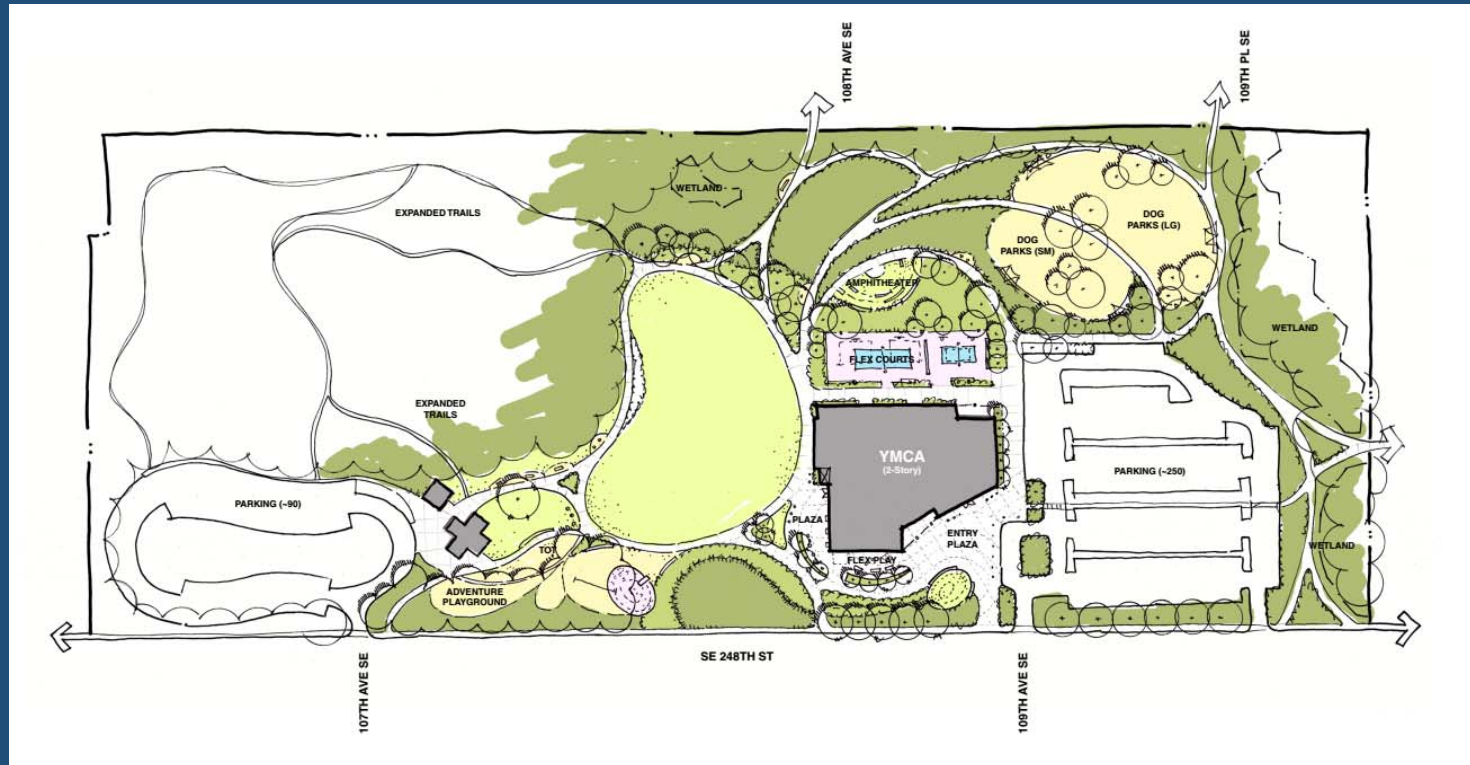 108TH AVE SE
109TH PL SE
WETLAND
EXPANDED TRAILS
DOG
PARKS (LG)
DOG
PARKS (SM)
AMPHITHEATER
WETLAND
FLEX COURTS
EXPANDED
TRAILS
YMCA
(2-Story)
PARKING (~250)
PARKING (~90)
PLAZA
ENTRY
PLAZA
TOT
FLEX PLAY
WETLAND
ADVENTURE
PLAYGROUND
SE 248TH ST
107TH AVE SE
109TH AVE SE